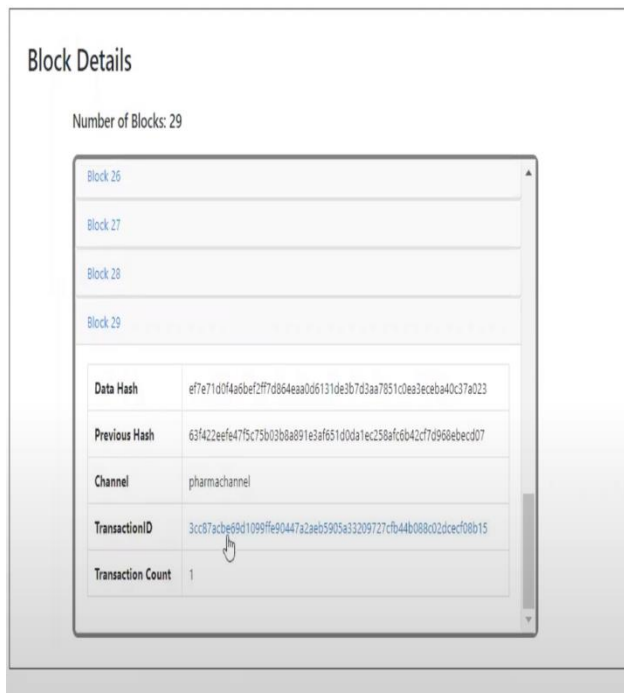 Block Details
Number of Blocks: 29
Block 26
Block 27
Block 28
Block 29
Data Hash ef7e71d0f4a6bef2ff7d864eaa0d6131de3b7d3aa7851c0ea3eceba40c37a023
Previous Hash 63f422eefe47f5c75b03b8a891e3af651d0da1ec258afc6b42cf7d968ebecd07
Channel pharmachannel
TransactionID 3cc87acbe69d1099ffe90447a2aeb5905a33209727cfb44b088c02dcecf08b15
Transaction Count 1